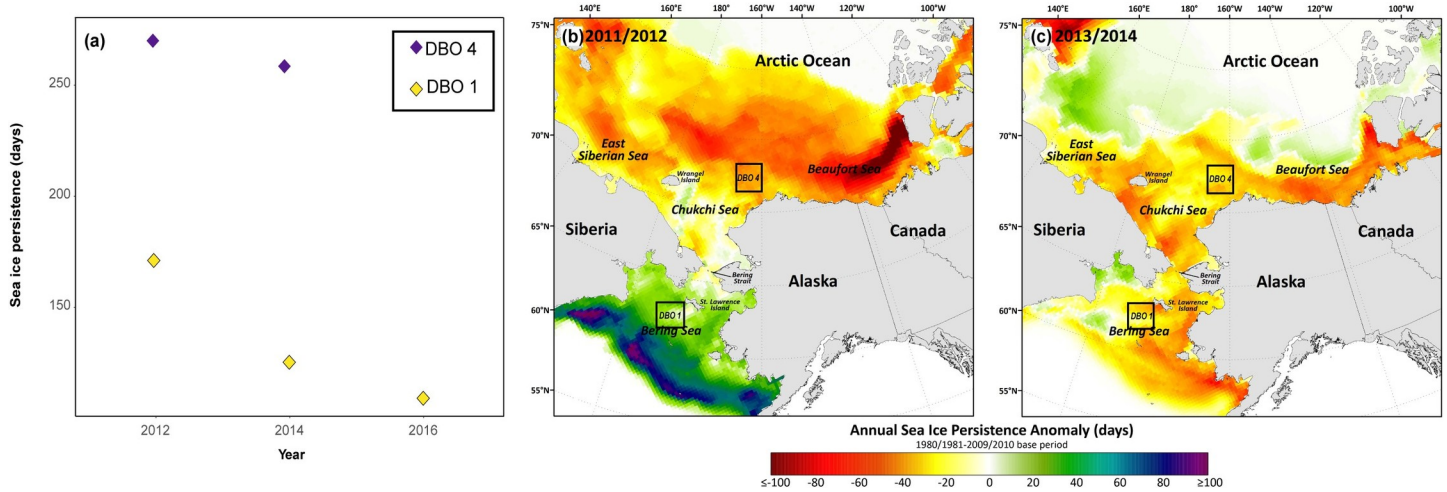 (a)
DBO 4
DBO 1
250
200
150
2012
2014
2016
Sea ice persistence (days)
Year
140°E
160°E
180°
160°W
140°W
120°W
100°W
75°N
70°N
65°N
60°N
55°N
(b) 2011/2012
Arctic Ocean
East
Siberian Sea
Wrangel
Island
DBO 4
Beaufort Sea
Chukchi Sea
Siberia
Canada
Bering
Strait
Alaska
St. Lawrence
Island
DBO 1
Bering Sea
140°E
160°E
180°
160°W
140°W
120°W
100°W
75°N
70°N
65°N
60°N
55°N
(c) 2013/2014
Arctic Ocean
East
Siberian Sea
Wrangel
Island
DBO 4
Beaufort Sea
Chukchi Sea
Siberia
Canada
Bering
Strait
Alaska
St. Lawrence
Island
DBO 1
Bering Sea
Annual Sea Ice Persistence Anomaly (days)
1980/1981-2009/2010 base period
≤-100 -80 -60 -40 -20 0 20 40 60 80 ≥100